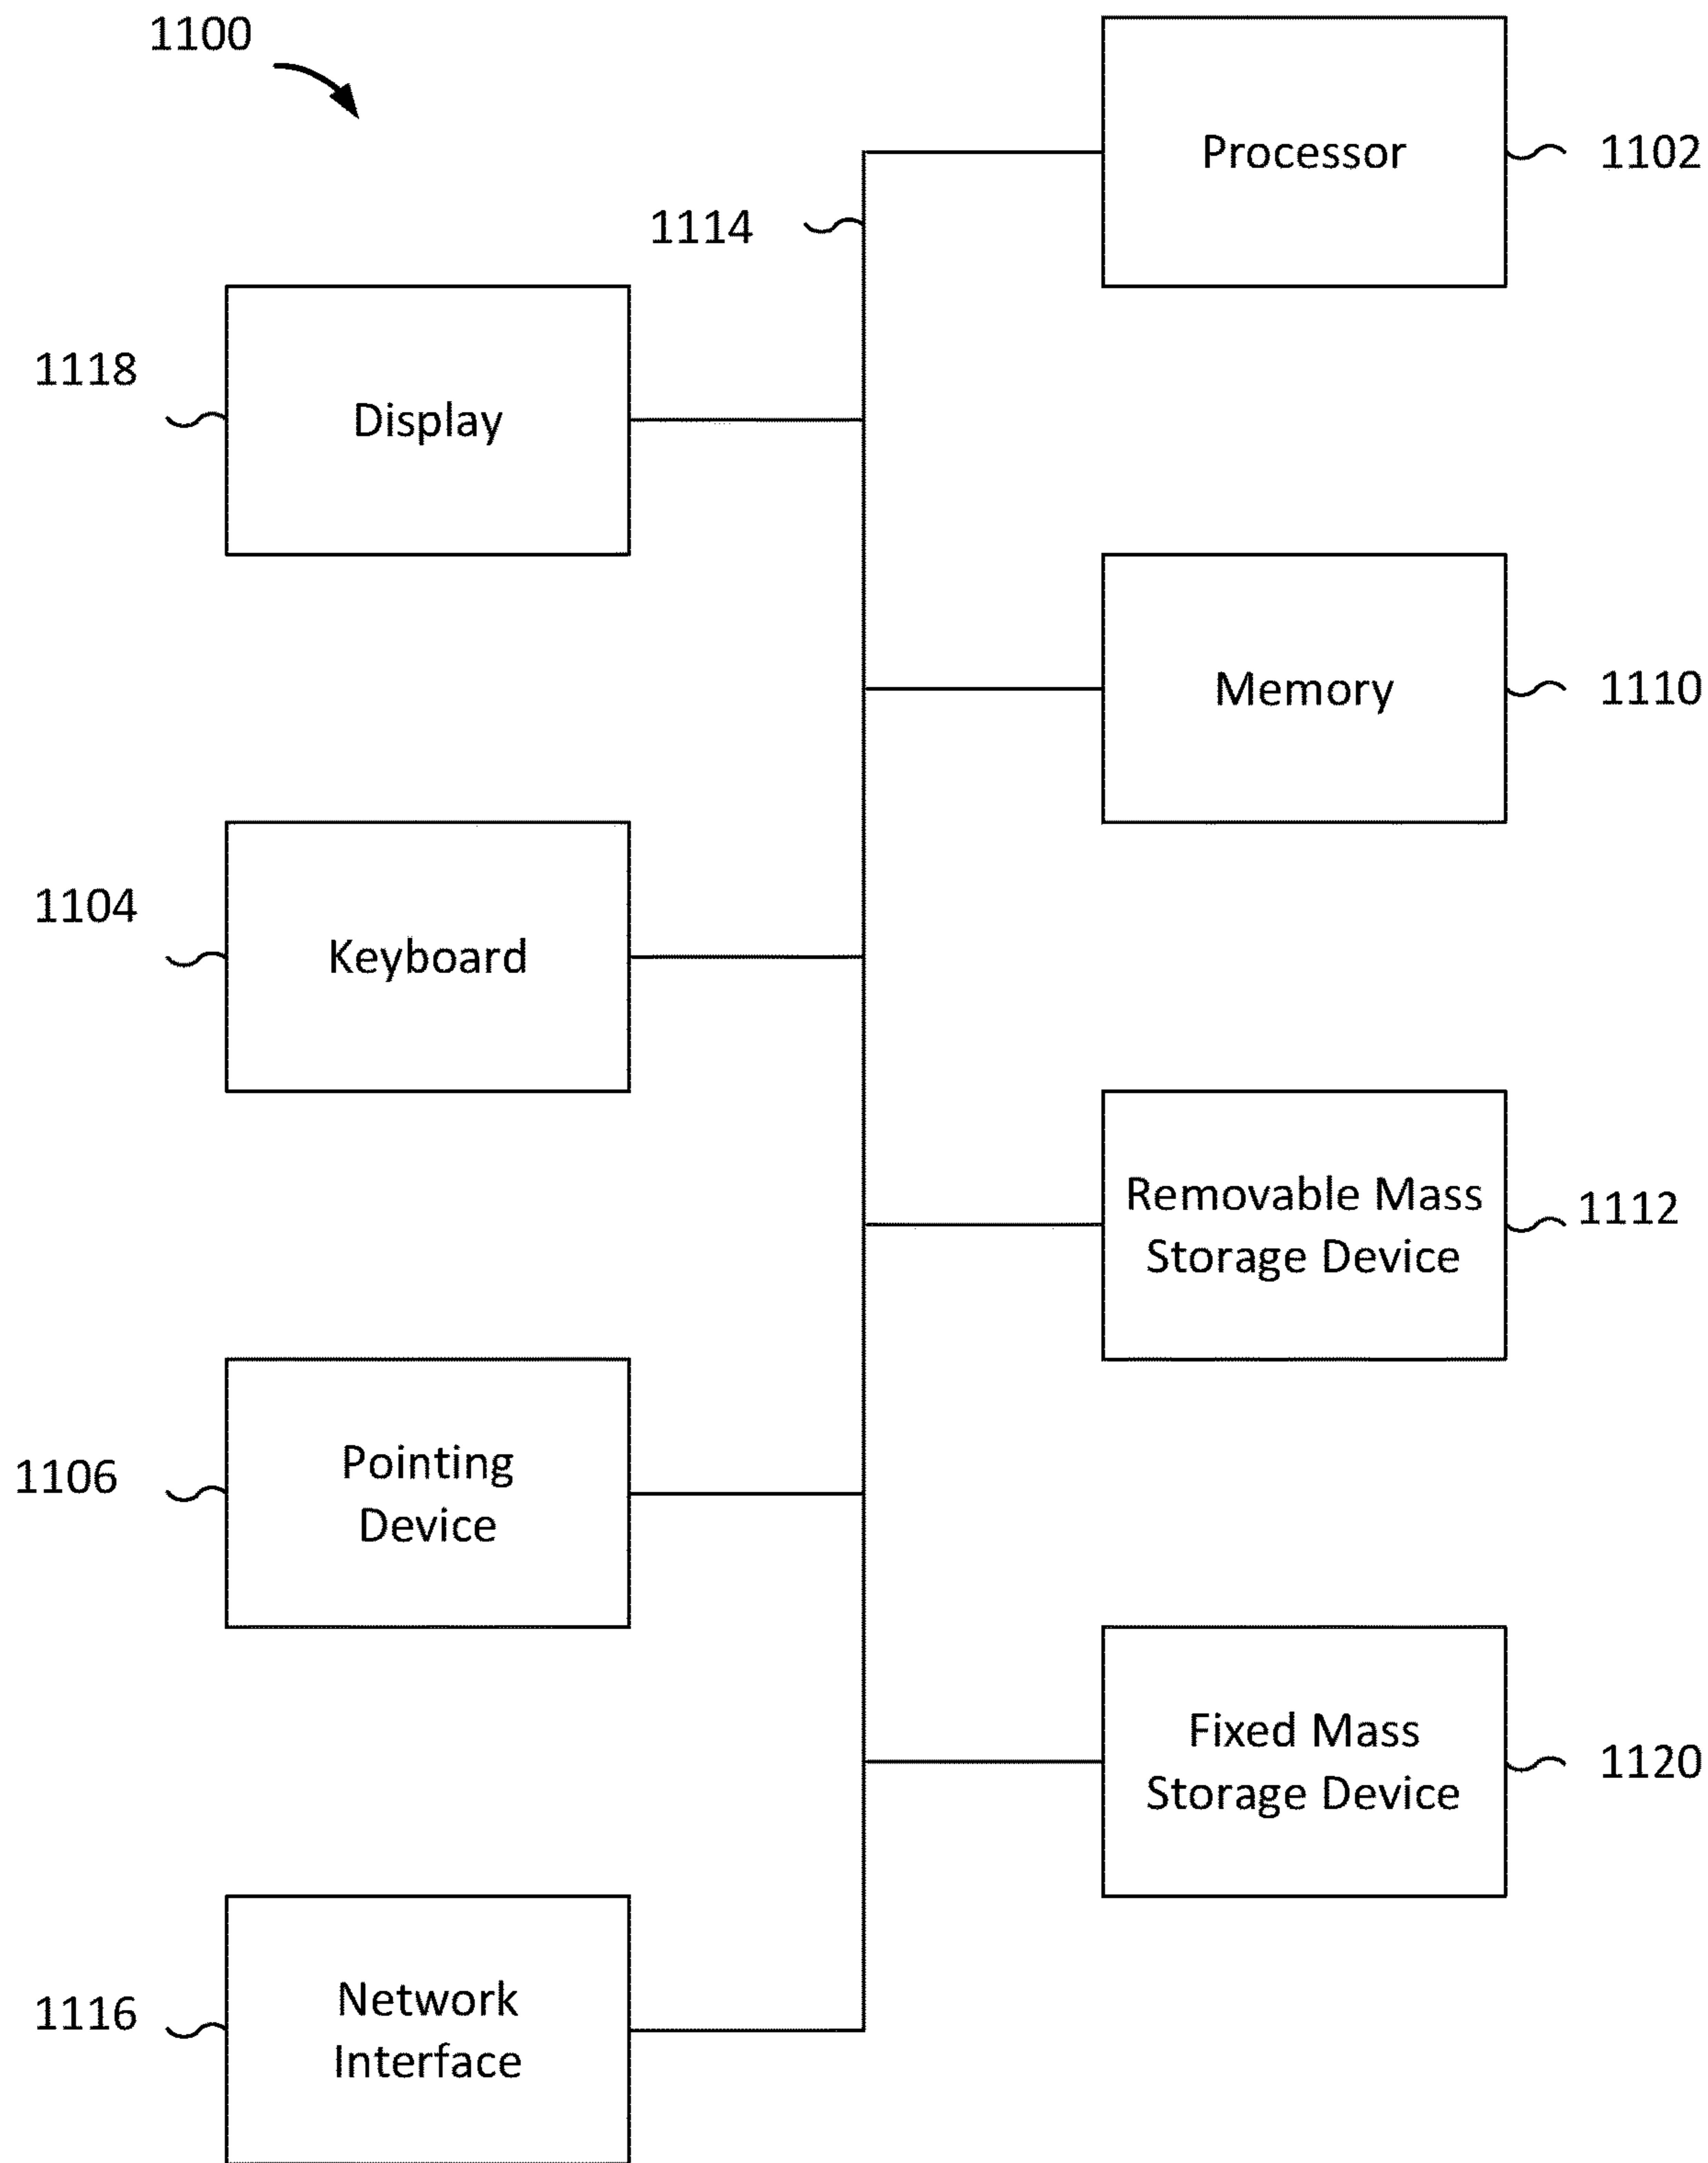 1100
Processor
1102
1114
1118
Display
Memory
1110
1104
Keyboard
Removable Mass
Storage Device
1112
1106
Pointing
Device
Fixed Mass
Storage Device
1120
1116
Network
Interface